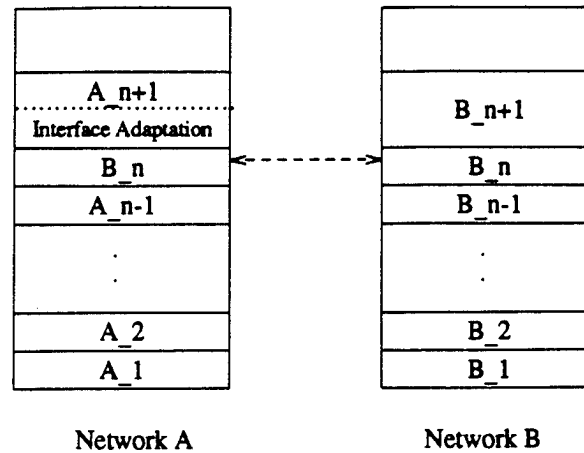 A_n+1
Interface Adaptation
B_n
A_n-1
A_2
A_1
Network A
B_n+1
B_n
B_n-1
B_2
B_1
Network B